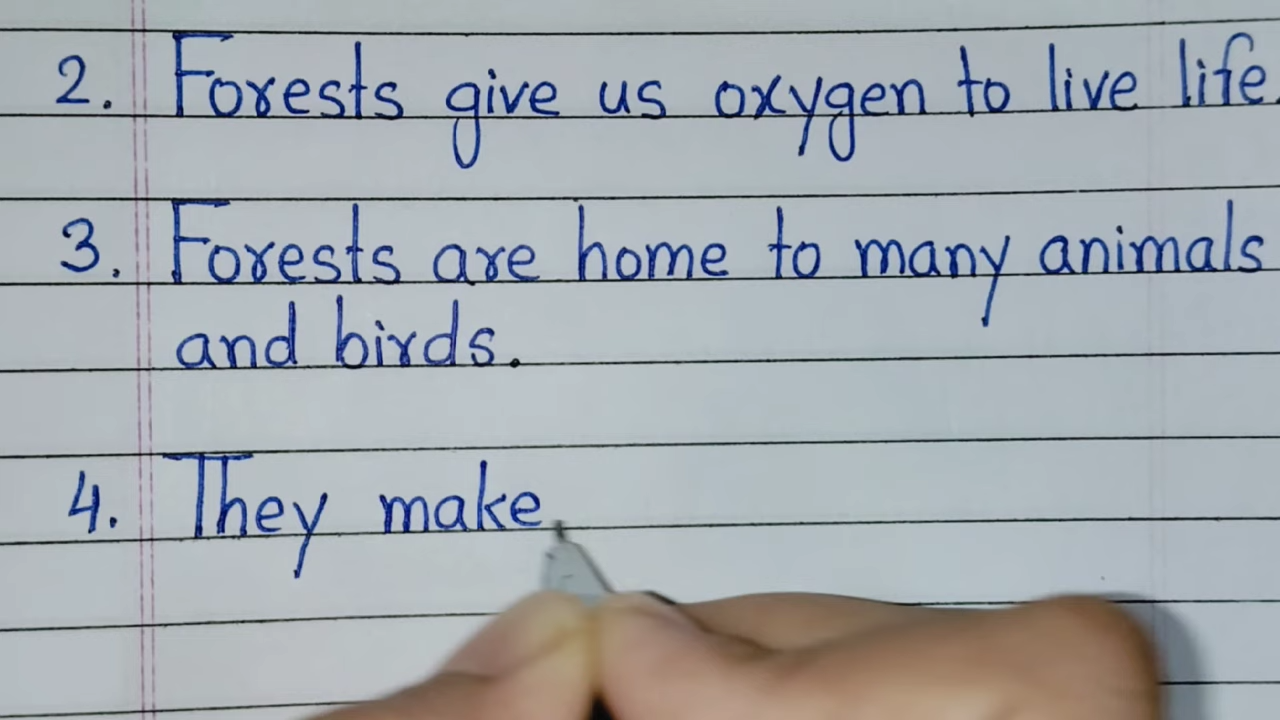 2. Forests give us oxygen to live life.
3. Forests are home to many animals
and birds.
4. They make